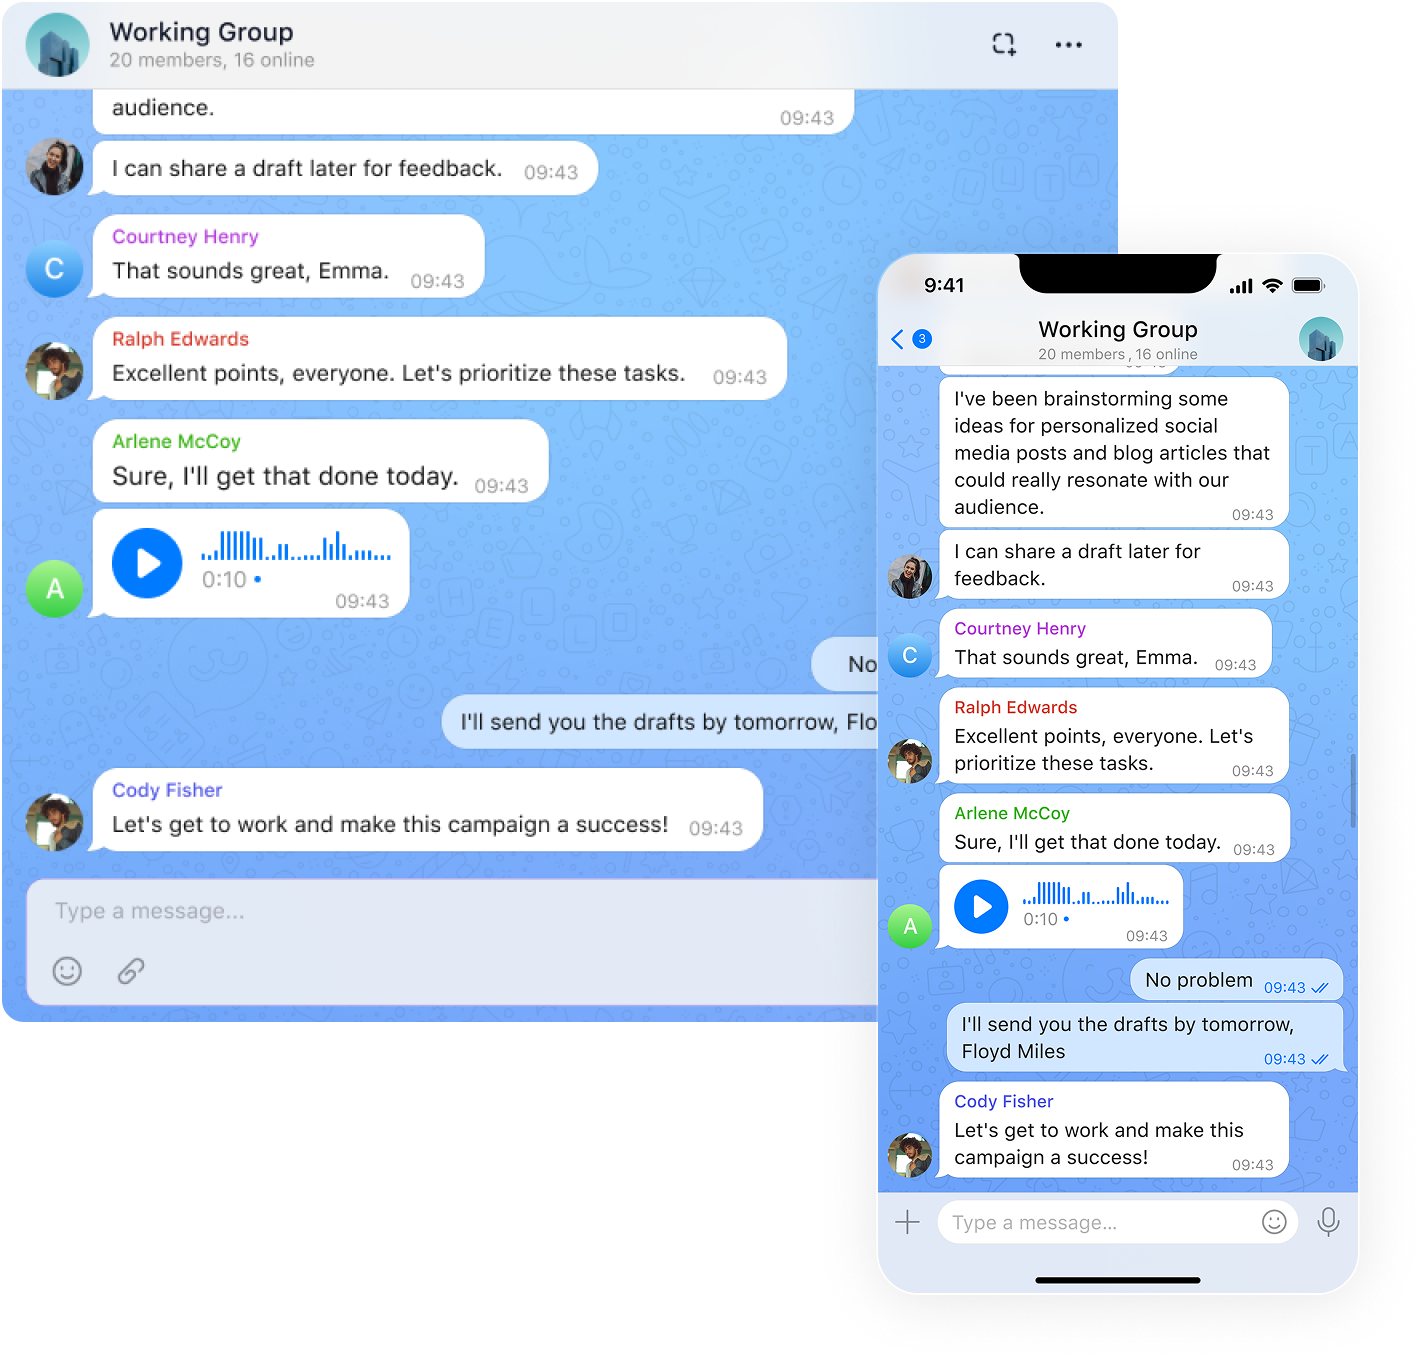 Working Group
20 members, 16 online
audience.
09:43
I can share a draft later for feedback. 09:43
Courtney Henry
C
That sounds great, Emma. 09:43
Ralph Edwards
Excellent points, everyone. Let's prioritize these tasks. 09:43
Arlene McCoy
Sure, I'll get that done today. 09:43
0:10
A
09:43
No
I'll send you the drafts by tomorrow, Flo
Cody Fisher
Let's get to work and make this campaign a success! 09:43
Type a message...
9:41
3
Working Group
20 members, 16 online
I've been brainstorming some
ideas for personalized social
media posts and blog articles that
could really resonate with our
audience. 09:43
I can share a draft later for
feedback. 09:43
Courtney Henry
C
That sounds great, Emma. 09:43
Ralph Edwards
Excellent points, everyone. Let's
prioritize these tasks. 09:43
Arlene McCoy
Sure, I'll get that done today. 09:43
0:10
A
09:43
No problem 09:43
I'll send you the drafts by tomorrow,
Floyd Miles 09:43
Cody Fisher
Let's get to work and make this
campaign a success! 09:43
Type a message...